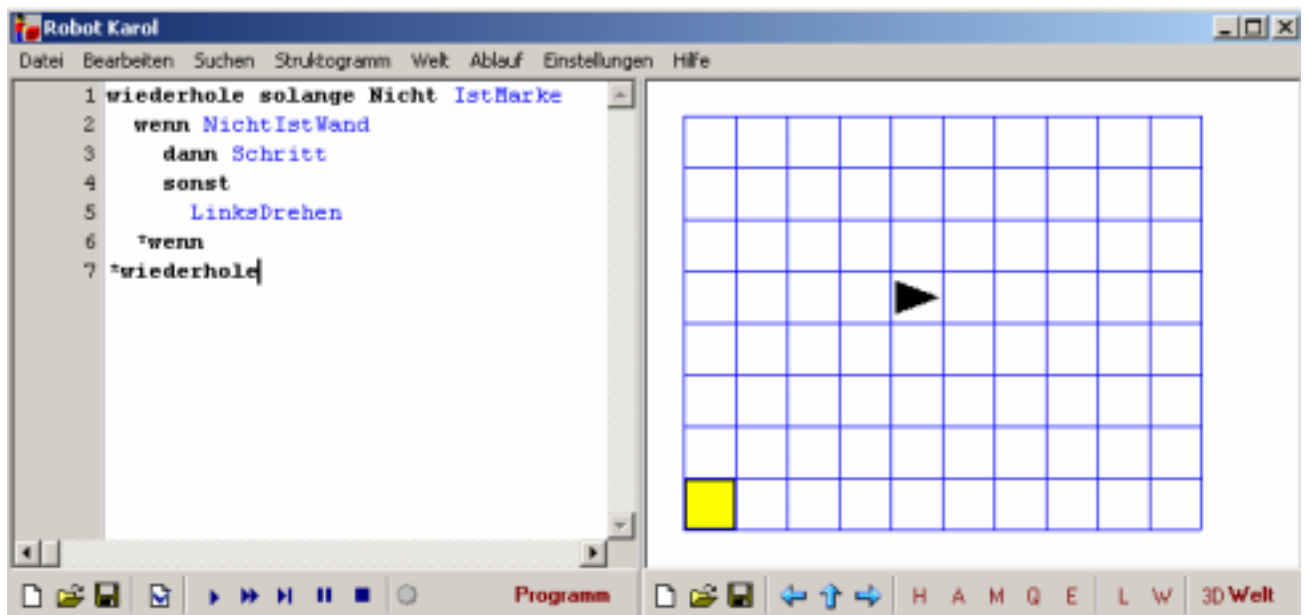 Robot Karol
Datei Bearbeiten Suchen Struktogramm Welt Ablauf Einstellungen Hilfe
1 wiederhole solange Nicht IstMarke
2 wenn NichtIstWand
3 dann Schritt
4 sonst
5 LinksDrehen
6 *wenn
7 *wiederhole
Programm H A M Q E L W 3D Welt